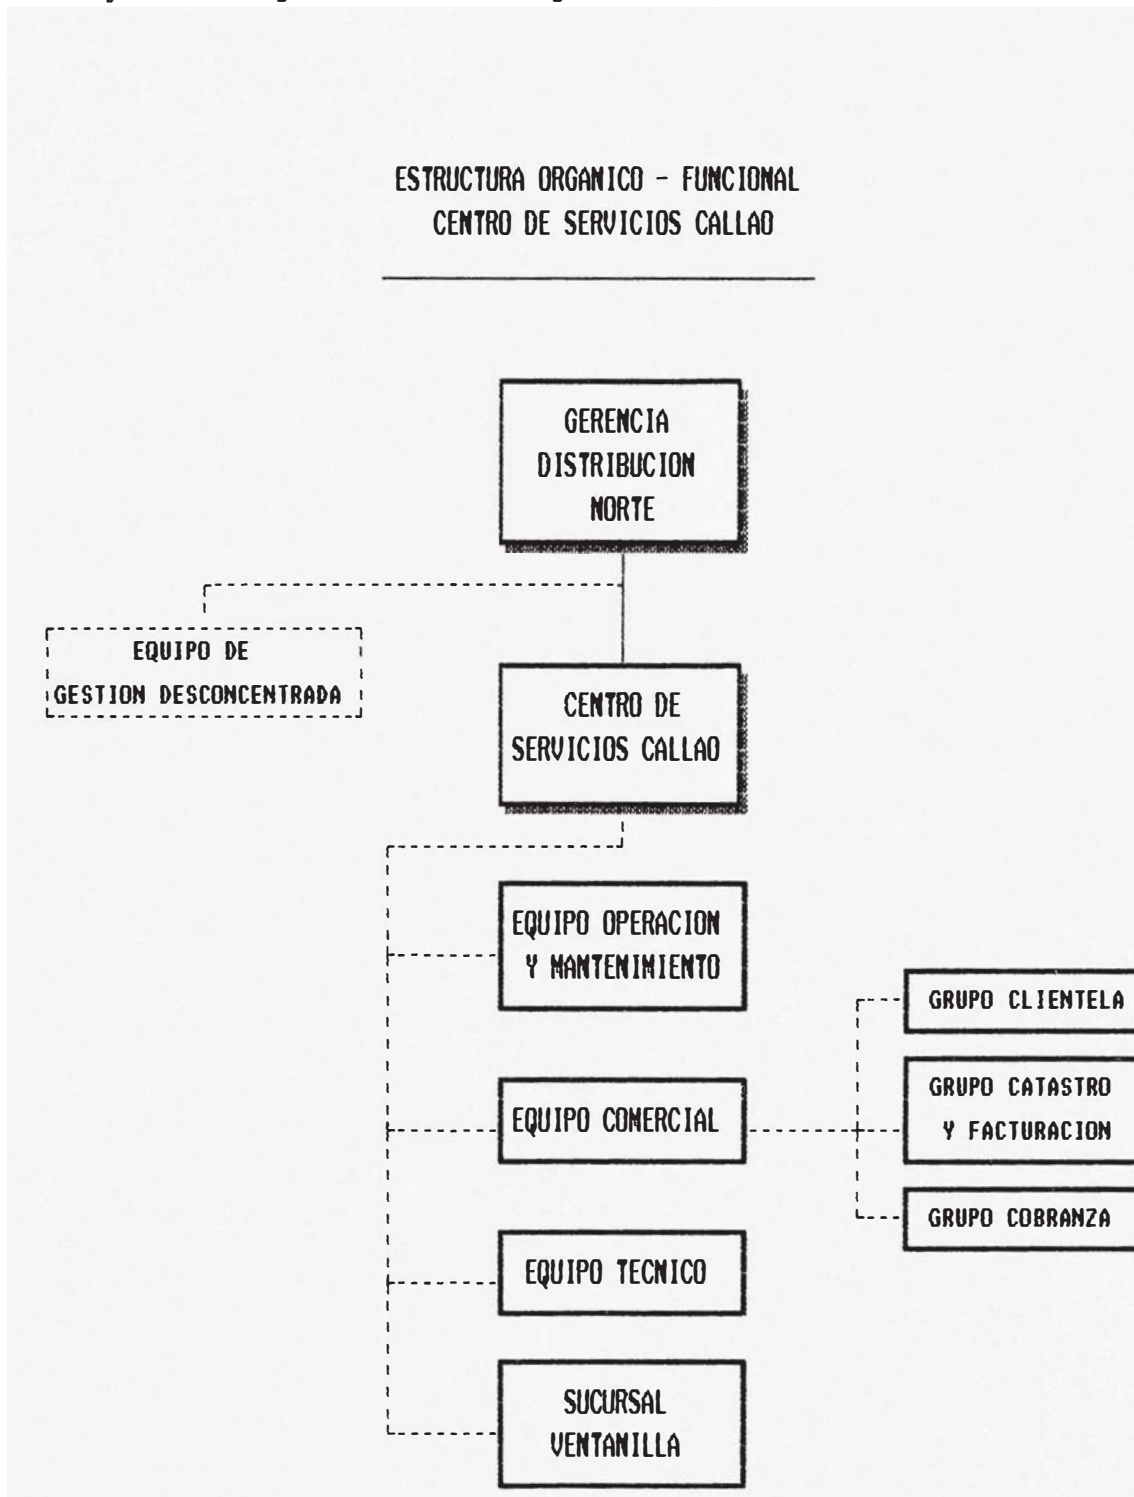 ESTRUCTURA ORGANICO - FUNCIONAL
CENTRO DE SERVICIOS CALLAO
GERENCIA
DISTRIBUCION
NORTE
EQUIPO DE
GESTION DESCONCENTRADA
CENTRO DE
SERVICIOS CALLAO
EQUIPO OPERACION
Y MANTENIMIENTO
GRUPO CLIENTELA
GRUPO CATASTRO
Y FACTURACION
EQUIPO COMERCIAL
GRUPO COBRANZA
EQUIPO TECNICO
SUCURSAL
VENTANILLA